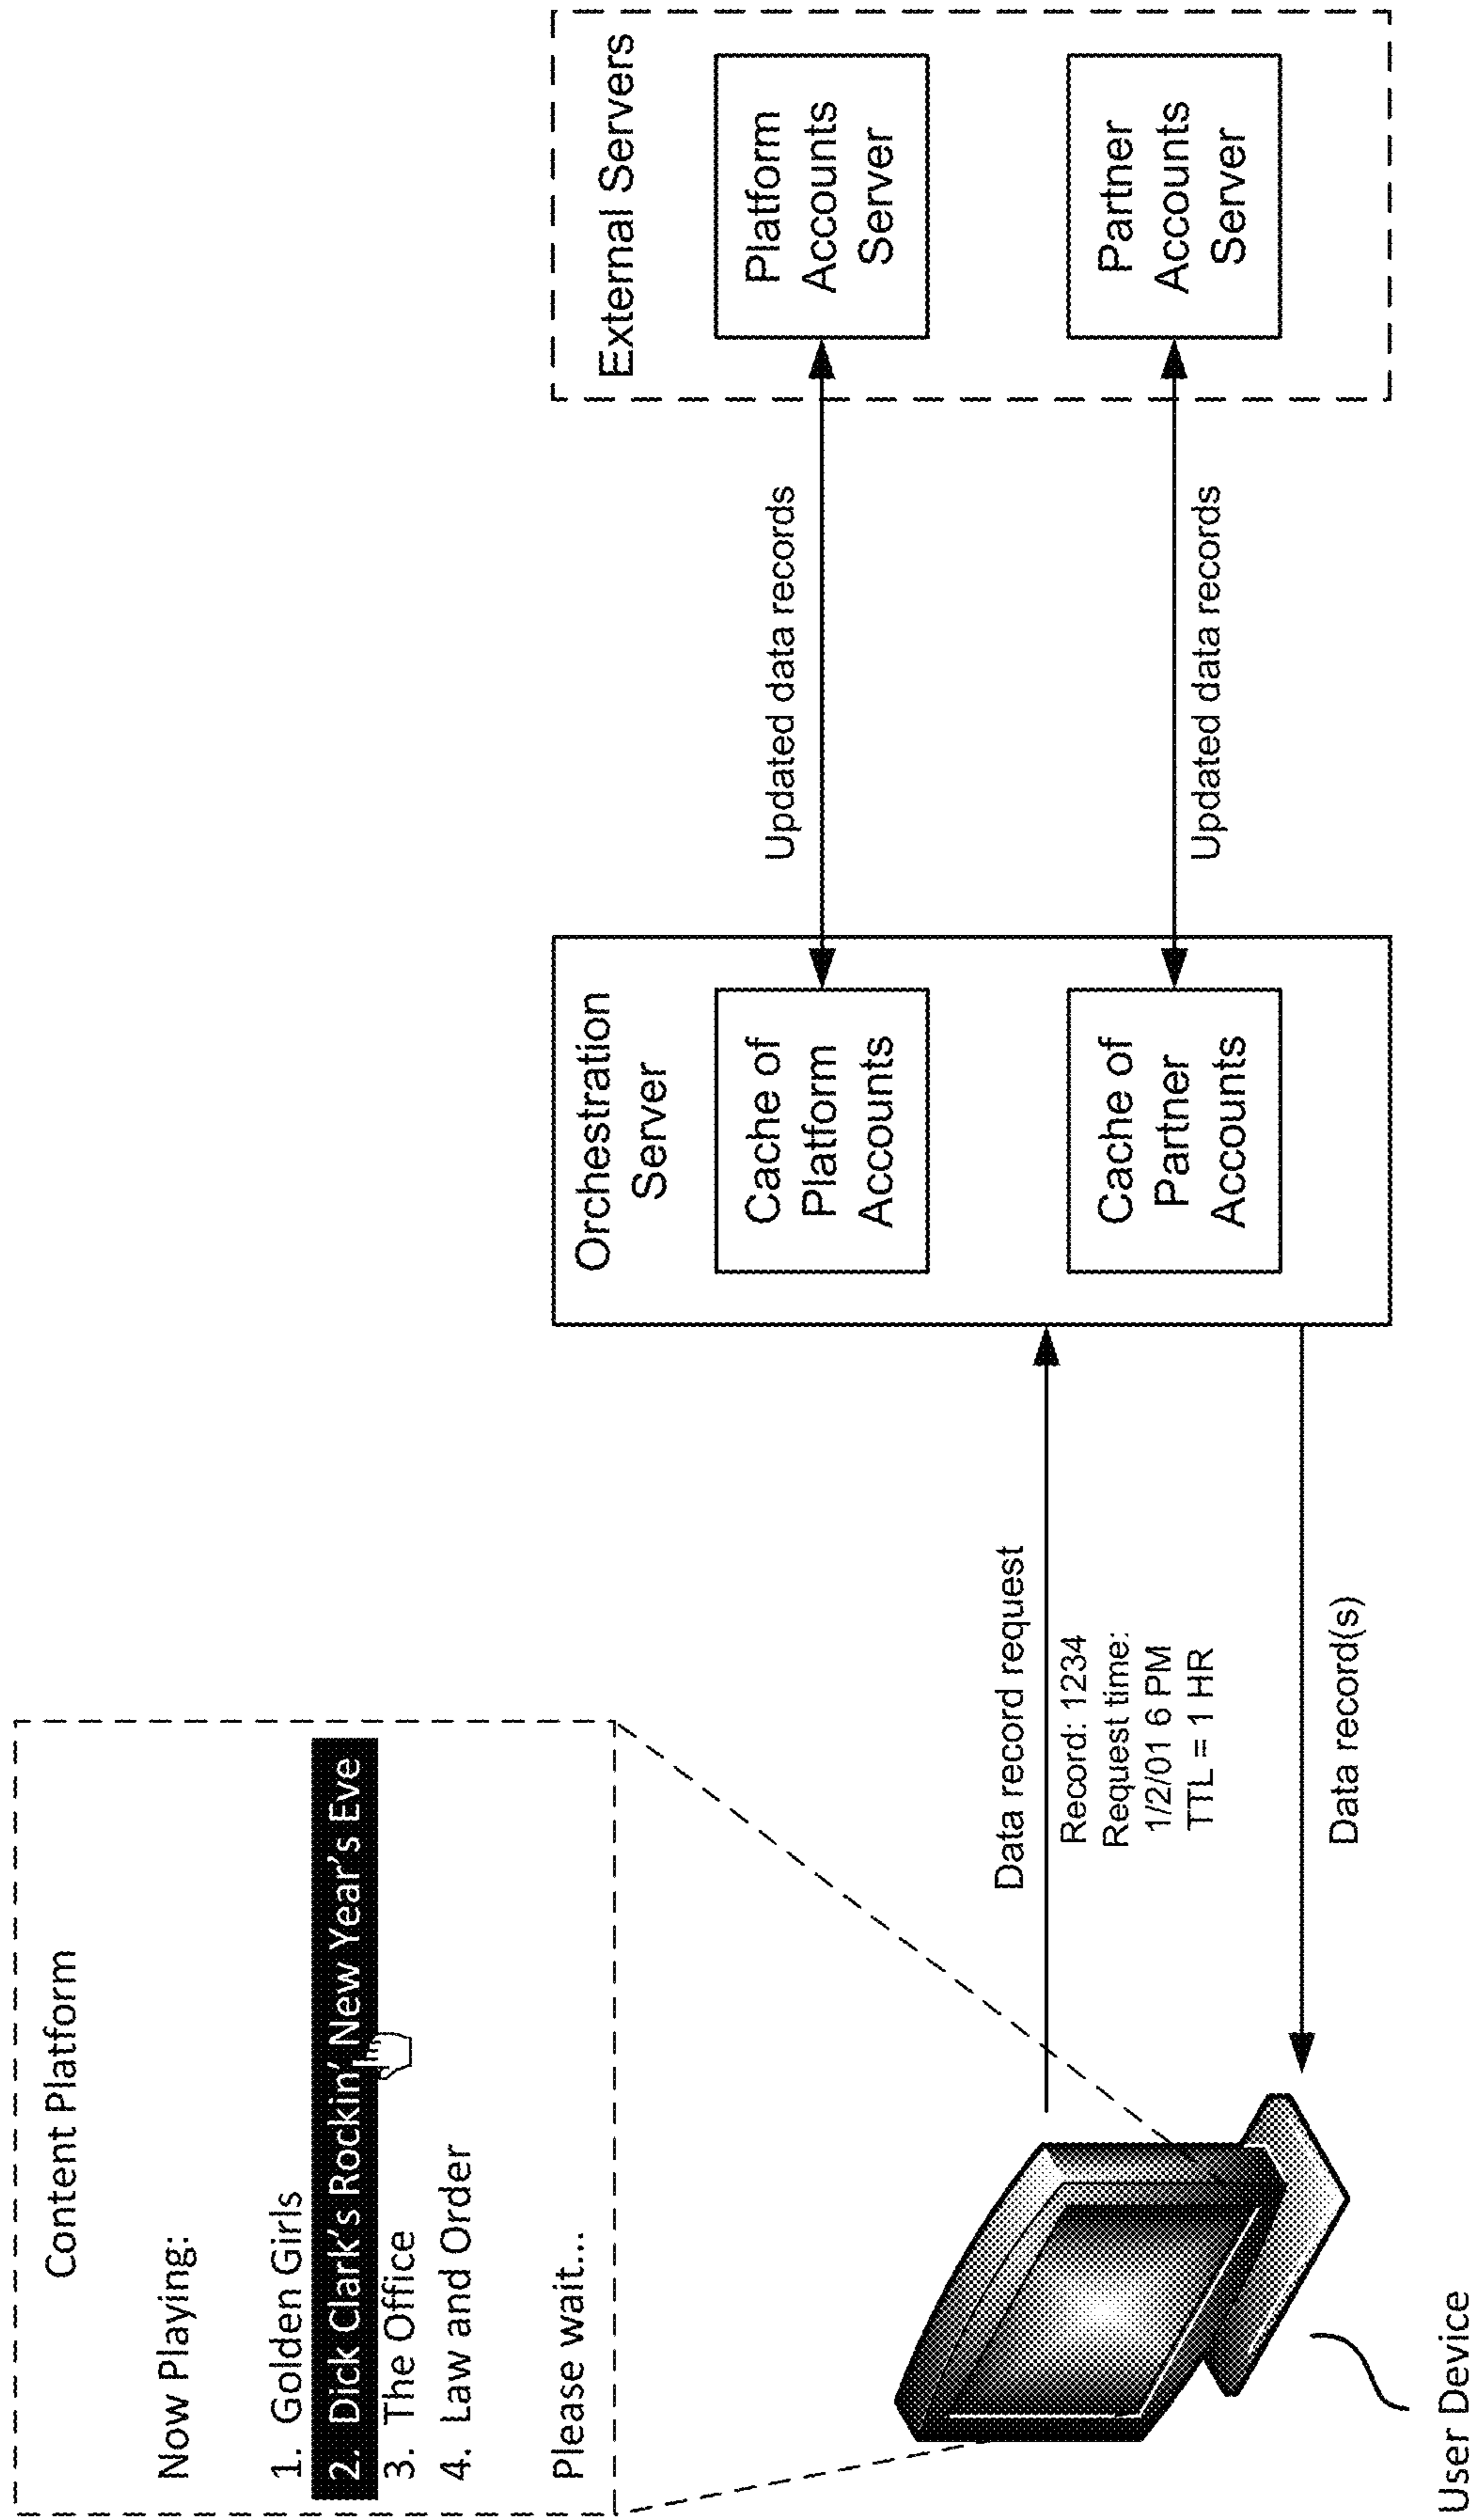 Content Platform
Now Playing:
1. Golden Girls
2. Dick Clark's Rockin' New Year's Eve
3. The Office
4. Law and Order
Please wait...
User Device
Data record request
Record: 1234
Request time:
1/2/01 6 PM
TTL = 1 HR
Data record(s)
Orchestration
Server
Cache of
Platform
Accounts
Cache of
Partner
Accounts
Updated data records
Updated data records
External Servers
Platform
Accounts
Server
Partner
Accounts
Server